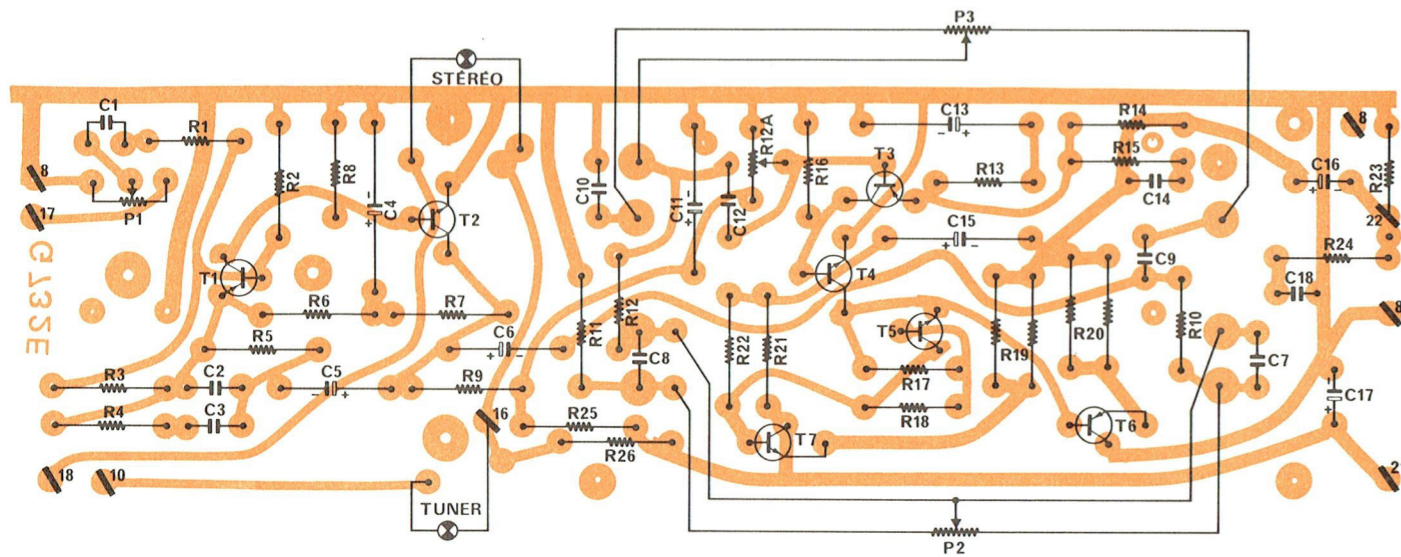 P3
STÉRÉO
C1
R1
R2
R8
C4
T2
C10
C11
C12
R12A
R16
T3
C13
R13
C15
R14
R15
C14
C16
8
R23
22
8
17
P1
G732E
T1
R6
R7
R5
C6
R3
C2
C5
R9
R4
C3
18
10
16
TUNER
R25
R26
R11
R12
C8
R22
R21
T4
T5
R17
R18
T7
R19
R20
T6
C9
R10
C7
R24
C18
8
C17
P2